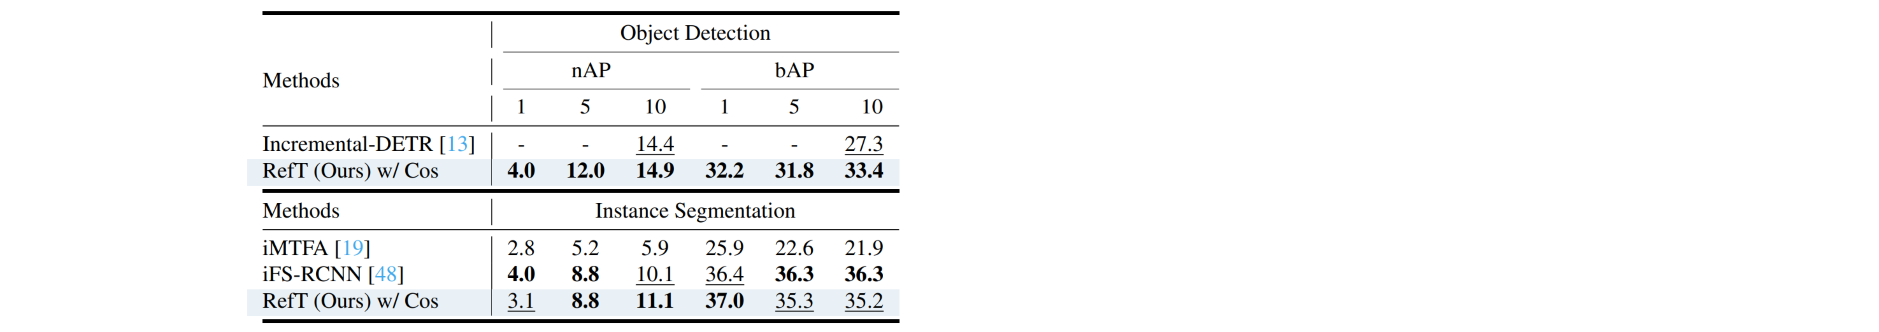 Object Detection
Methods nAP bAP
1 5 10 1 5 10
Incremental-DETR [13] - - 14.4 - - 27.3
RefT (Ours) w/ Cos 4.0 12.0 14.9 32.2 31.8 33.4
Methods Instance Segmentation
iMTFA [19] 2.8 5.2 5.9 25.9 22.6 21.9
iFS-RCNN [48] 4.0 8.8 10.1 36.4 36.3 36.3
RefT (Ours) w/ Cos 3.1 8.8 11.1 37.0 35.3 35.2